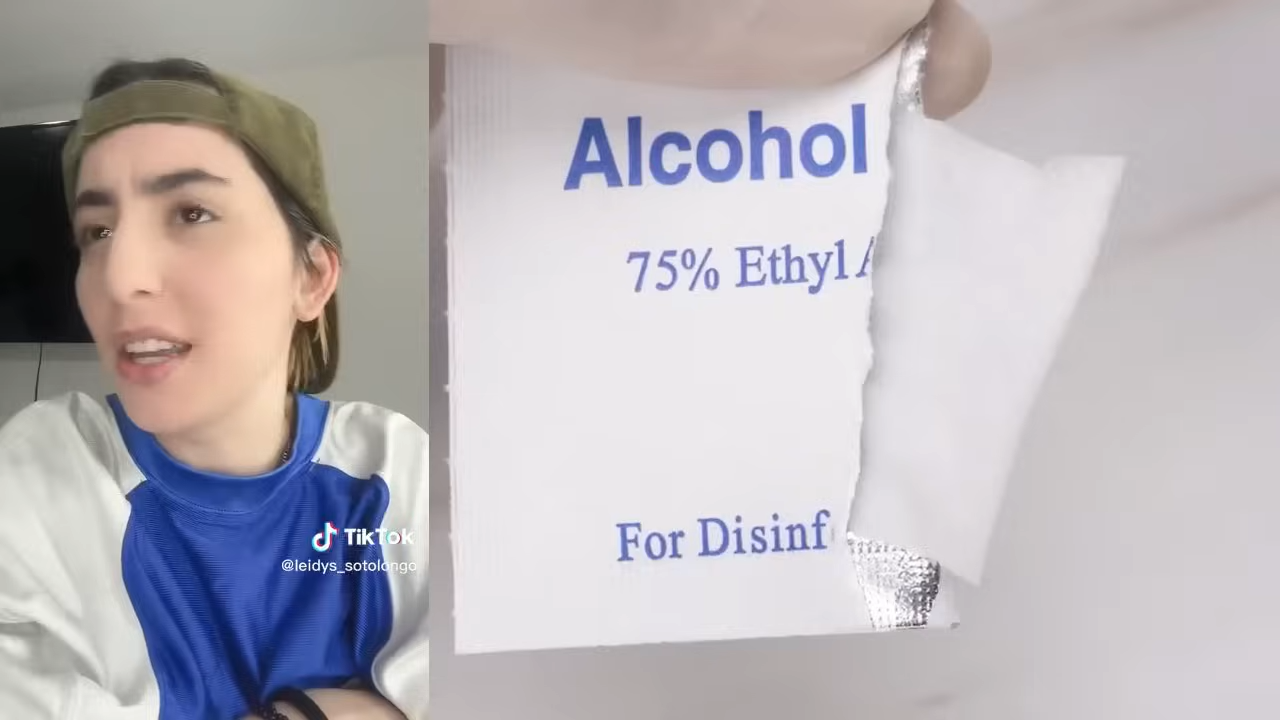 Alcohol
75% Ethyl A
For Disinf
TikTok
@leidys_sotolongo